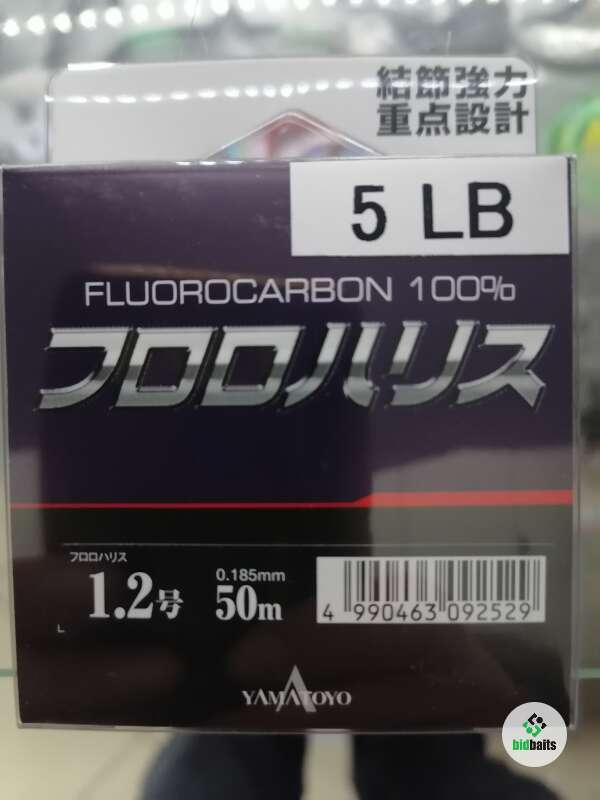 結節強力
重点設計
5 LB
FLUOROCARBON 100%
フロロハリス
フロロハリス
1.2号
0.185mm
50m
4 990463 092529
L
YAMATOYO
bidbaits